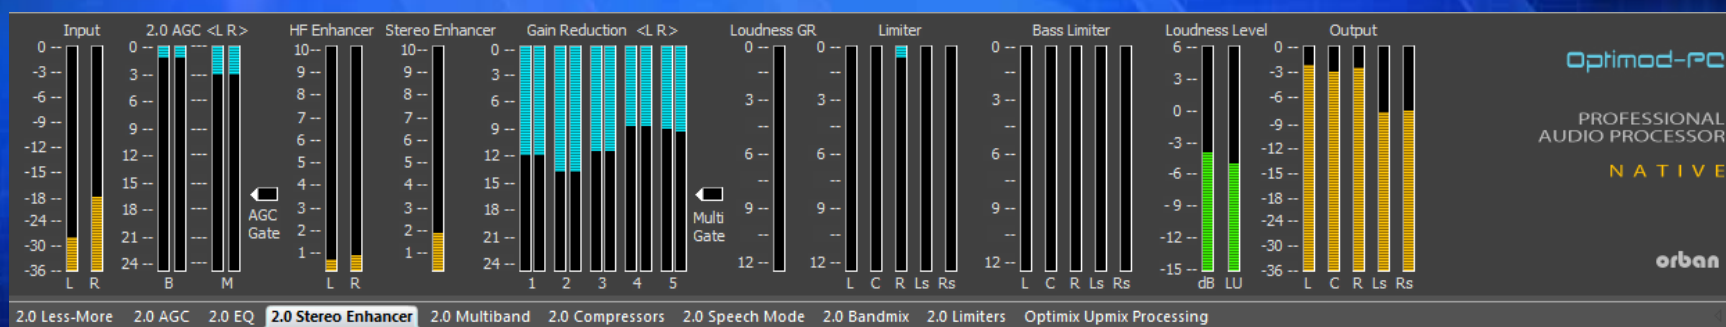 Input 2.0 AGC <L R> HF Enhancer Stereo Enhancer Gain Reduction <L R> Loudness GR Limiter Bass Limiter Loudness Level Output
0 -- 0 -- --- 10-- 10-- 0 -- 0 -- 0 -- 0 -- 6 -- 0 --
-3 -- 3 -- --- 9 -- 9 -- 3 -- 3 -- 3 -- 3 -- 3 -- -3 --
-6 -- 6 -- --- 8 -- 8 -- 6 -- -- -- -- 0 -- -6 --
-9 -- 9 -- --- 7 -- 7 -- 9 -- 6 -- 6 -- 6 -- -3 -- -9 --
-12 -- 12 -- --- 6 -- 6 -- 12 -- -- -- -- -6 -- -12 --
-15 -- 15 -- --- 5 -- 5 -- 15 -- 9 -- 9 -- 9 -- - 9 -- -15 --
-18 -- 18 -- --- 4 -- 4 -- 18 -- -- -- -- -12 -- -18 --
-24 -- 21 -- --- 3 -- 3 -- 21 -- 12 -- 12 -- 12 -- -15 -- -24 --
-30 -- 24 -- --- 2 -- 2 -- 24 -- -30 --
-36 -- 1 -- 1 -- -36 --
AGC
Gate
Multi
Gate
L R B M L R 1 2 3 4 5 L C R Ls Rs L C R Ls Rs dB LU L C R Ls Rs
Optimod-PC
PROFESSIONAL
AUDIO PROCESSOR
NATIVE
orban
2.0 Less-More 2.0 AGC 2.0 EQ 2.0 Stereo Enhancer 2.0 Multiband 2.0 Compressors 2.0 Speech Mode 2.0 Bandmix 2.0 Limiters Optimix Upmix Processing